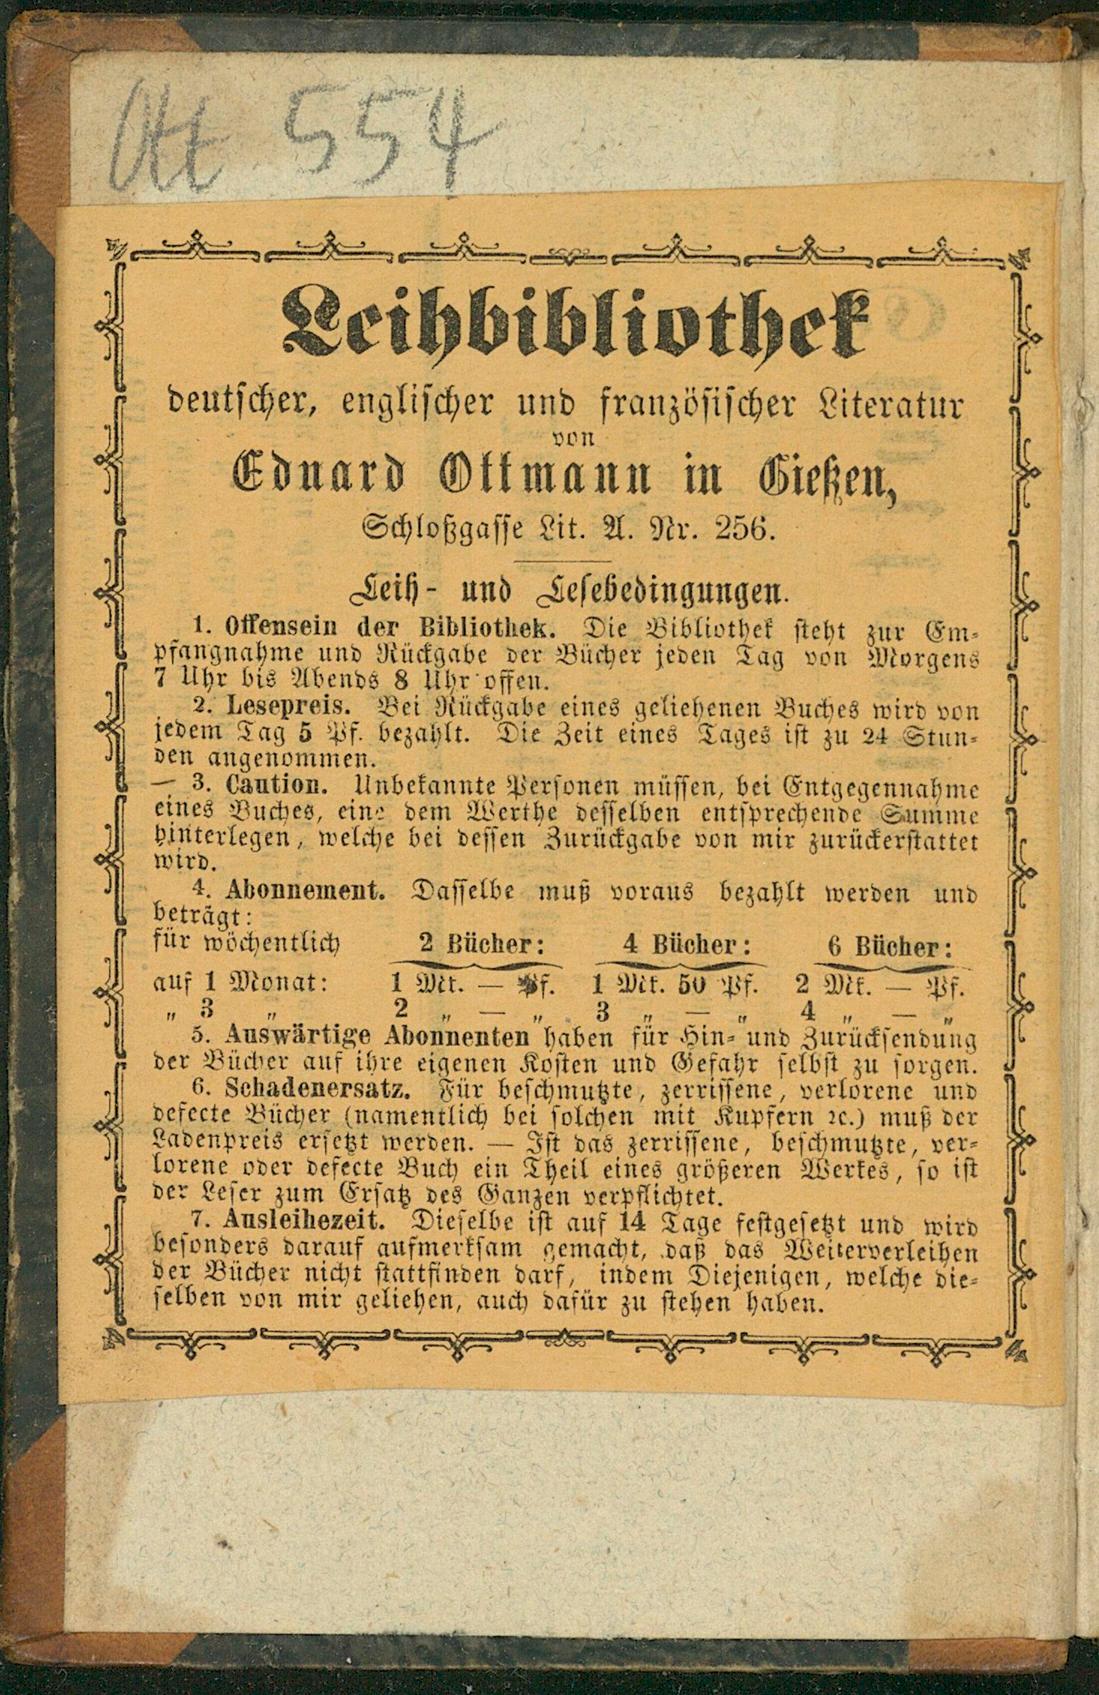 Ott 554
Leihbibliothek
deutscher, englischer und französischer Literatur
von
Eduard Ottmann in Gießen,
Schloßgasse Lit. A. Nr. 256.
Leih- und Lesebedingungen.
1. Offensein der Bibliothek. Die Bibliothek steht zur Em-
pfangnahme und Rückgabe der Bücher jeden Tag von Morgens
7 Uhr bis Abends 8 Uhr offen.
2. Lesepreis. Bei Rückgabe eines geliehenen Buches wird von
jedem Tag 5 Pf. bezahlt. Die Zeit eines Tages ist zu 24 Stun-
den angenommen.
— 3. Caution. Unbekannte Personen müssen, bei Entgegennahme
eines Buches, eine dem Werthe desselben entsprechende Summe
hinterlegen, welche bei dessen Zurückgabe von mir zurückerstattet
wird.
4. Abonnement. Dasselbe muß voraus bezahlt werden und
beträgt:
für wöchentlich 2 Bücher: 4 Bücher: 6 Bücher:
auf 1 Monat: 1 Mk. — Pf. 1 Mk. 50 Pf. 2 Mk. — Pf.
„ 3 „ 2 „ — „ 3 „ — „ 4 „ — „
5. Auswärtige Abonnenten haben für Hin- und Zurücksendung
der Bücher auf ihre eigenen Kosten und Gefahr selbst zu sorgen.
6. Schadenersatz. Für beschmutzte, zerrissene, verlorene und
defecte Bücher (namentlich bei solchen mit Kupfern ꝛc.) muß der
Ladenpreis ersetzt werden. — Ist das zerrissene, beschmutzte, ver-
lorene oder defecte Buch ein Theil eines größeren Werkes, so ist
der Leser zum Ersatz des Ganzen verpflichtet.
7. Ausleihezeit. Dieselbe ist auf 14 Tage festgesetzt und wird
besonders darauf aufmerksam gemacht, daß das Weiterverleihen
der Bücher nicht stattfinden darf, indem Diejenigen, welche die-
selben von mir geliehen, auch dafür zu stehen haben.